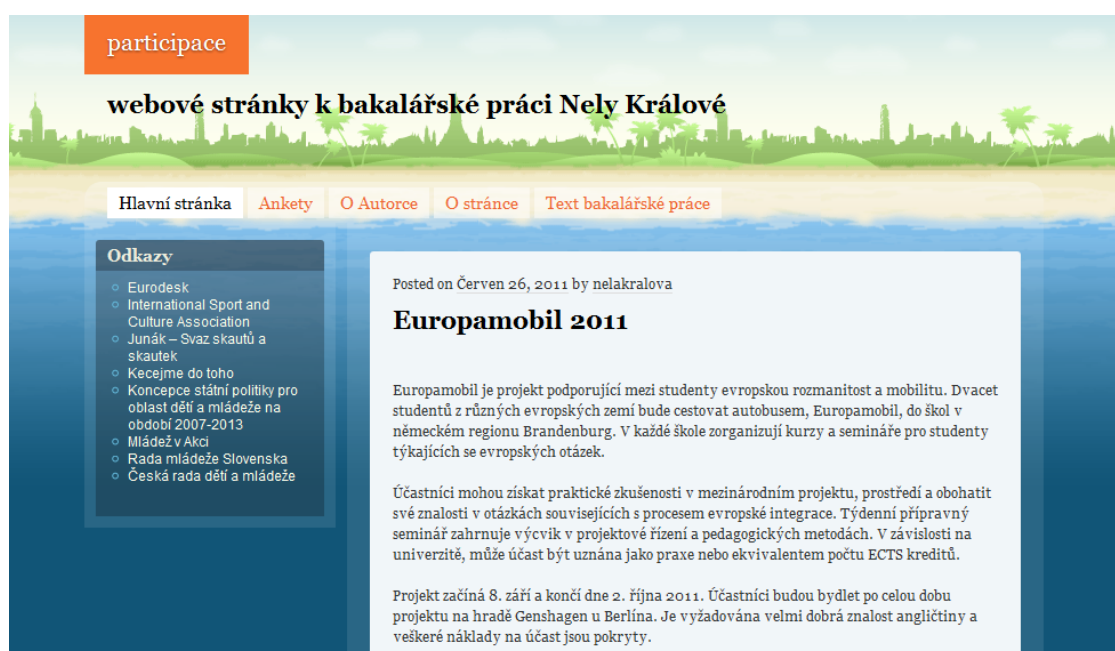 participace
webové stránky k bakalářské práci Nely Králové
Hlavní stránka Ankety O Autorce O stránce Text bakalářské práce
Odkazy
Eurodesk
International Sport and
Culture Association
Junák – Svaz skautů a
skautek
Kecejme do toho
Koncepce státní politiky pro
oblast dětí a mládeže na
období 2007-2013
Mládež v Akci
Rada mládeže Slovenska
Česká rada dětí a mládeže
Posted on Červen 26, 2011 by nelakralova
Europamobil 2011
Europamobil je projekt podporující mezi studenty evropskou rozmanitost a mobilitu. Dvacet
studentů z různých evropských zemí bude cestovat autobusem, Europamobil, do škol v
německém regionu Brandenburg. V každé škole zorganizují kurzy a semináře pro studenty
týkajících se evropských otázek.
Účastníci mohou získat praktické zkušenosti v mezinárodním projektu, prostředí a obohatit
své znalosti v otázkách souvisejících s procesem evropské integrace. Týdenní přípravný
seminář zahrnuje výcvik v projektové řízení a pedagogických metodách. V závislosti na
univerzitě, může účast být uznána jako praxe nebo ekvivalentem počtu ECTS kreditů.
Projekt začíná 8. září a končí dne 2. října 2011. Účastníci budou bydlet po celou dobu
projektu na hradě Genshagen u Berlína. Je vyžadována velmi dobrá znalost angličtiny a
veškeré náklady na účast jsou pokryty.